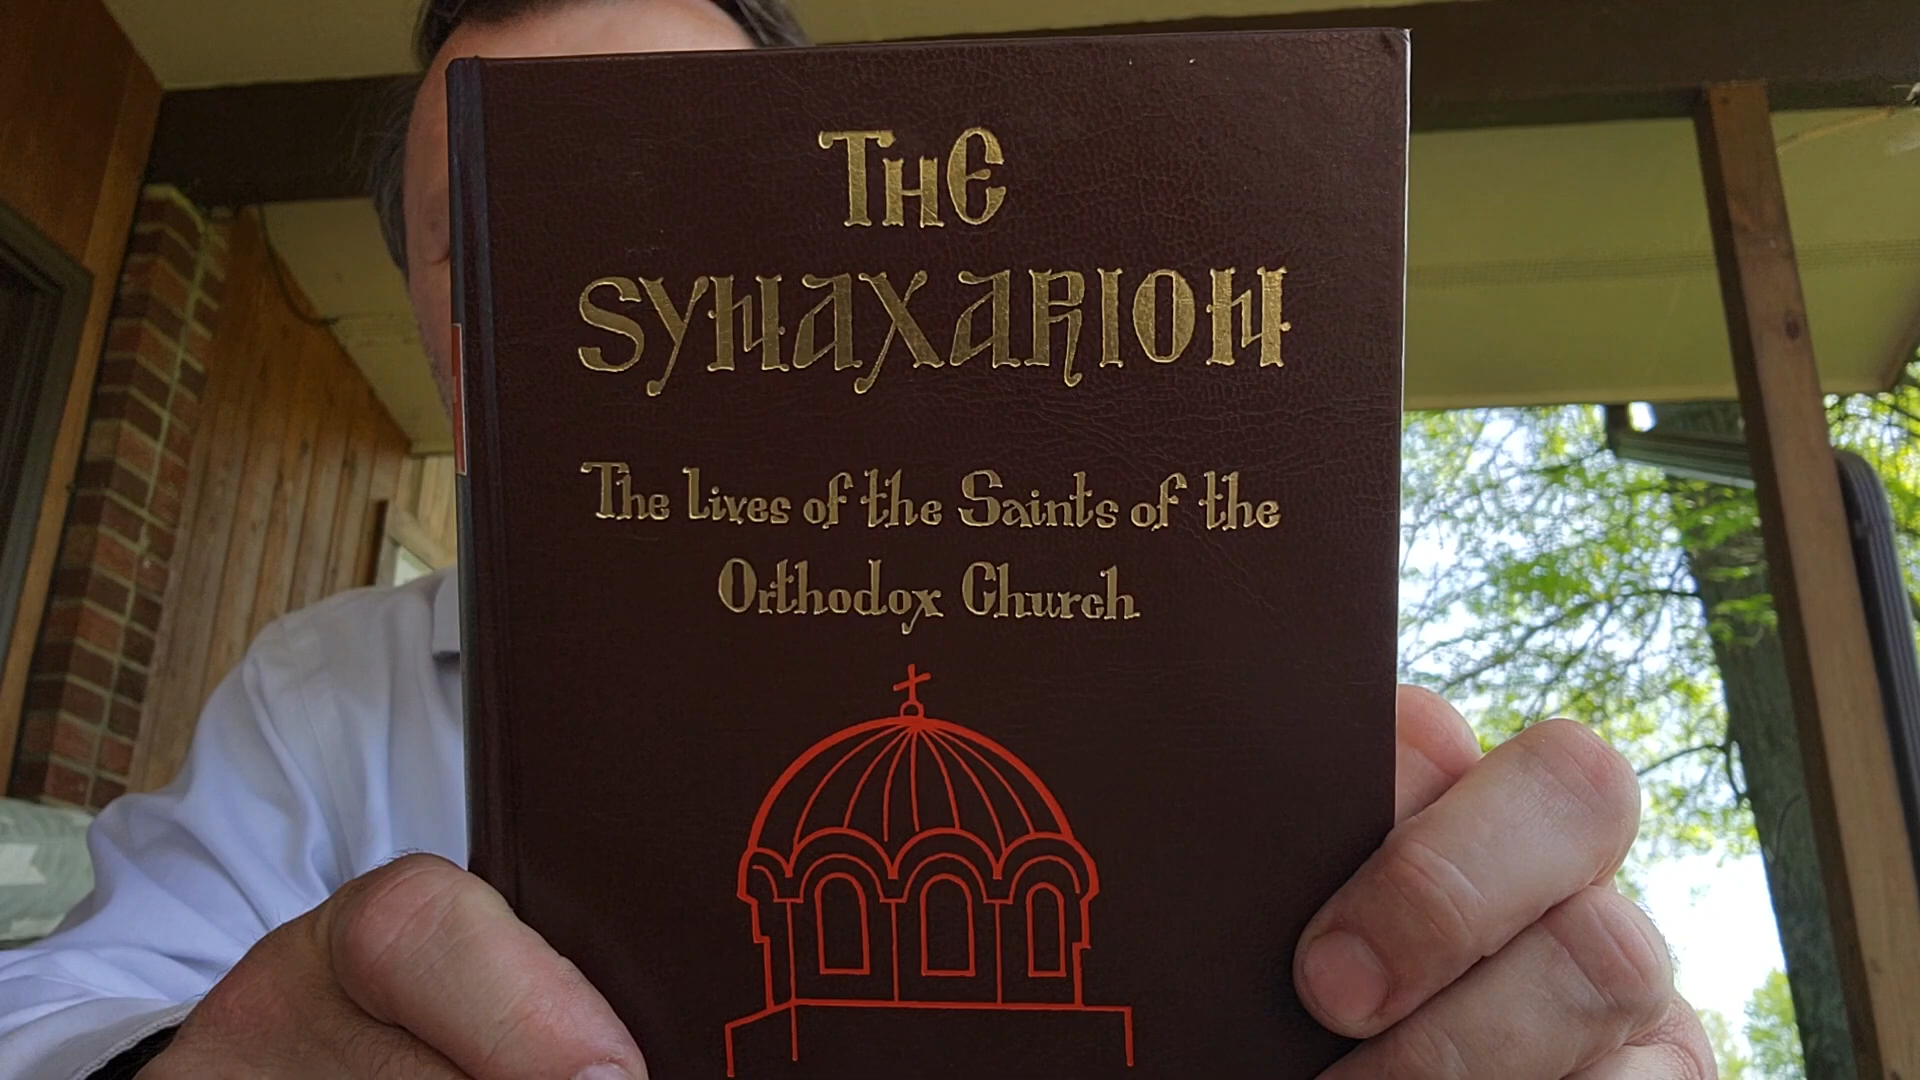 THE
SYNAXARION
The Lives of the Saints of the
Orthodox Church